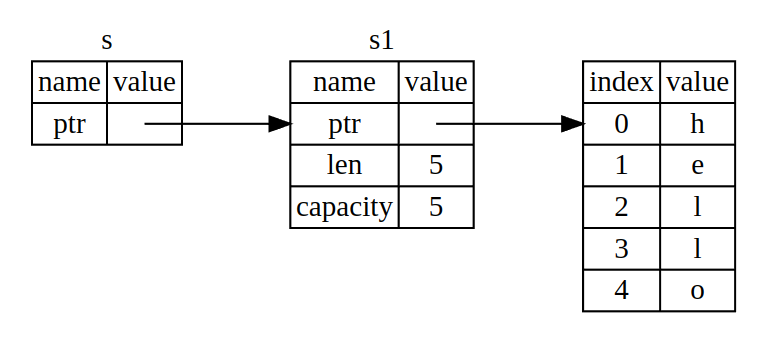 s
name value
ptr
s1
name value
ptr
len 5
capacity 5
index value
0 h
1 e
2 l
3 l
4 o